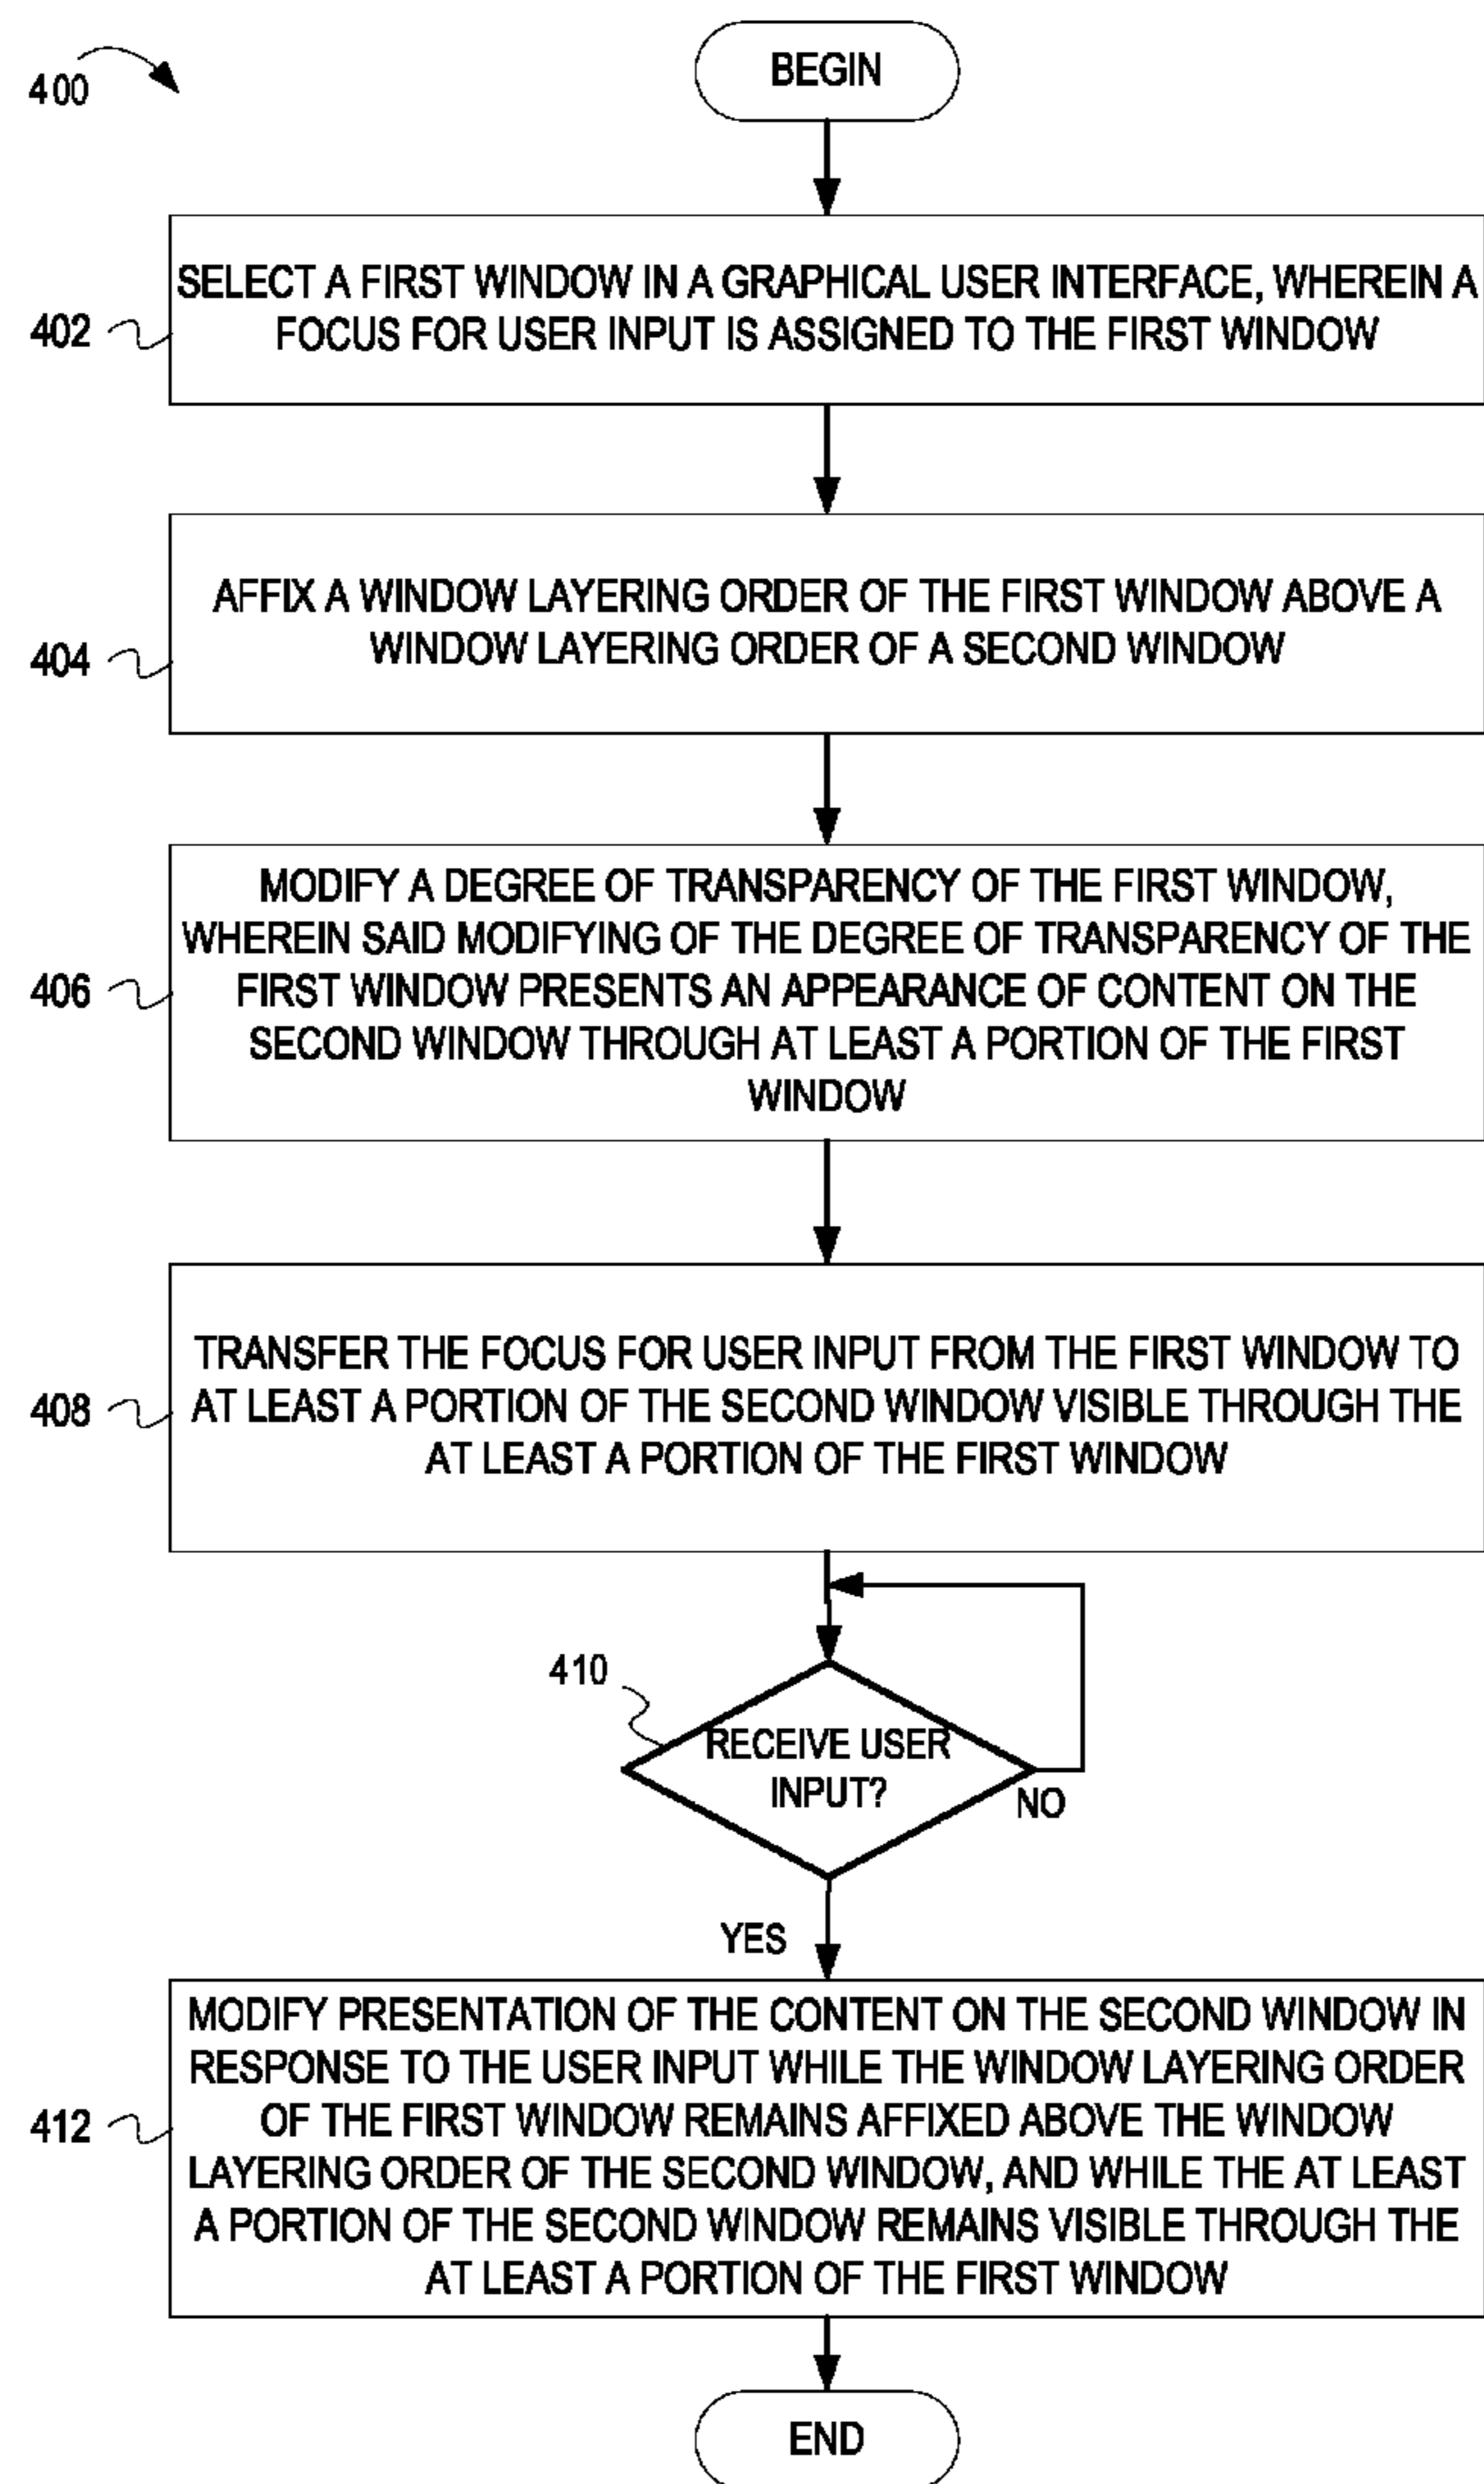 400
BEGIN
SELECT A FIRST WINDOW IN A GRAPHICAL USER INTERFACE, WHEREIN A
FOCUS FOR USER INPUT IS ASSIGNED TO THE FIRST WINDOW
402
AFFIX A WINDOW LAYERING ORDER OF THE FIRST WINDOW ABOVE A
WINDOW LAYERING ORDER OF A SECOND WINDOW
404
MODIFY A DEGREE OF TRANSPARENCY OF THE FIRST WINDOW,
WHEREIN SAID MODIFYING OF THE DEGREE OF TRANSPARENCY OF THE
FIRST WINDOW PRESENTS AN APPEARANCE OF CONTENT ON THE
SECOND WINDOW THROUGH AT LEAST A PORTION OF THE FIRST
WINDOW
406
TRANSFER THE FOCUS FOR USER INPUT FROM THE FIRST WINDOW TO
AT LEAST A PORTION OF THE SECOND WINDOW VISIBLE THROUGH THE
AT LEAST A PORTION OF THE FIRST WINDOW
408
410
RECEIVE USER
INPUT?
NO
YES
MODIFY PRESENTATION OF THE CONTENT ON THE SECOND WINDOW IN
RESPONSE TO THE USER INPUT WHILE THE WINDOW LAYERING ORDER
OF THE FIRST WINDOW REMAINS AFFIXED ABOVE THE WINDOW
LAYERING ORDER OF THE SECOND WINDOW, AND WHILE THE AT LEAST
A PORTION OF THE SECOND WINDOW REMAINS VISIBLE THROUGH THE
AT LEAST A PORTION OF THE FIRST WINDOW
412
END